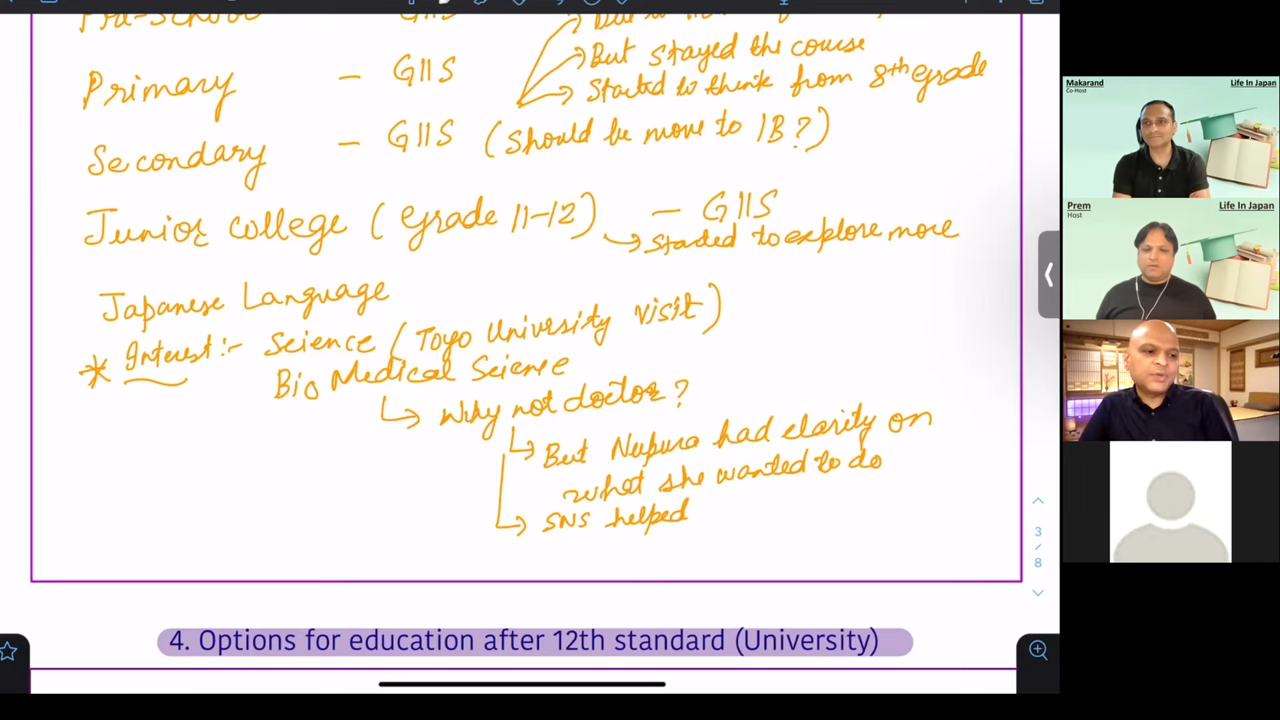 Pre-School - GIIS
Primary - GIIS
But stayed the course
Started to think from 8th grade
Secondary - GIIS (Should be move to IB?)
Junior college (Grade 11-12) - GIIS
Started to explore more
Japanese Language
* Interest:- Science (Toyo University visit)
Bio Medical Science
Why not doctor?
But Nupura had clarity on
what she wanted to do
SNS helped
4. Options for education after 12th standard (University)
3
/
8
Makarand
Co-Host
Life In Japan
Prem
Host
Life In Japan